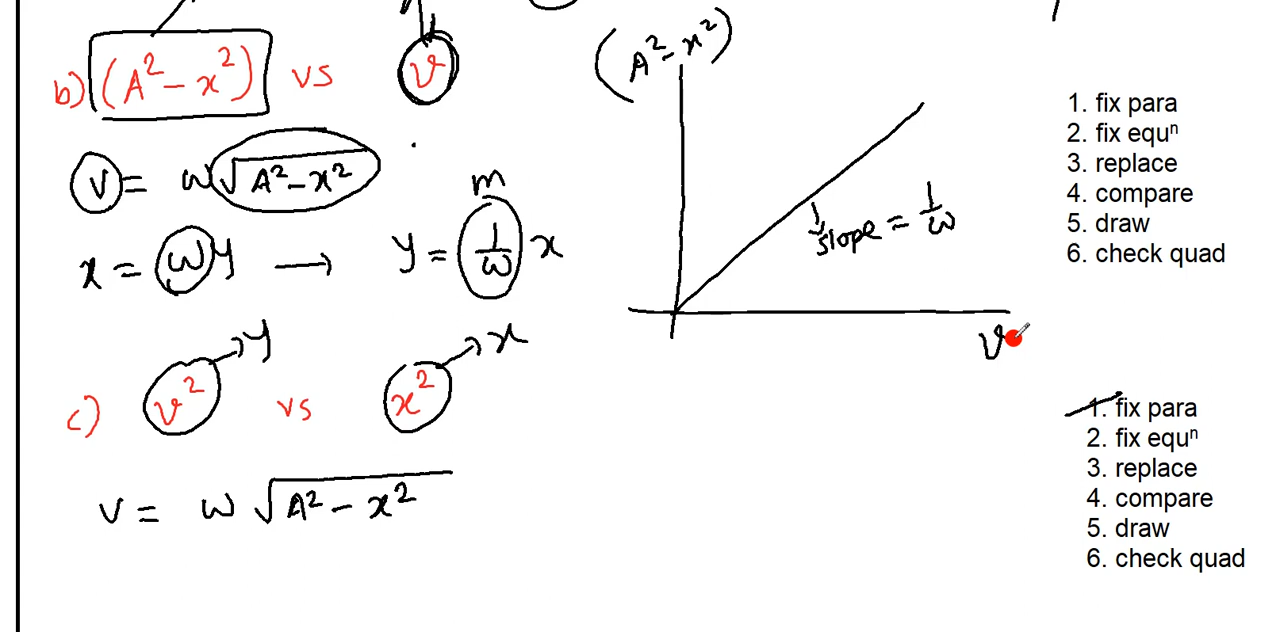 b) (A² − x²) vs v
v = ω√A²−x²
x = ωy → y = (1/ω) x
m
c) v² → y vs x² → x
v = ω √A² − x²
(A² − x²)
slope = 1/ω
v
1. fix para
2. fix equⁿ
3. replace
4. compare
5. draw
6. check quad
1. fix para
2. fix equⁿ
3. replace
4. compare
5. draw
6. check quad